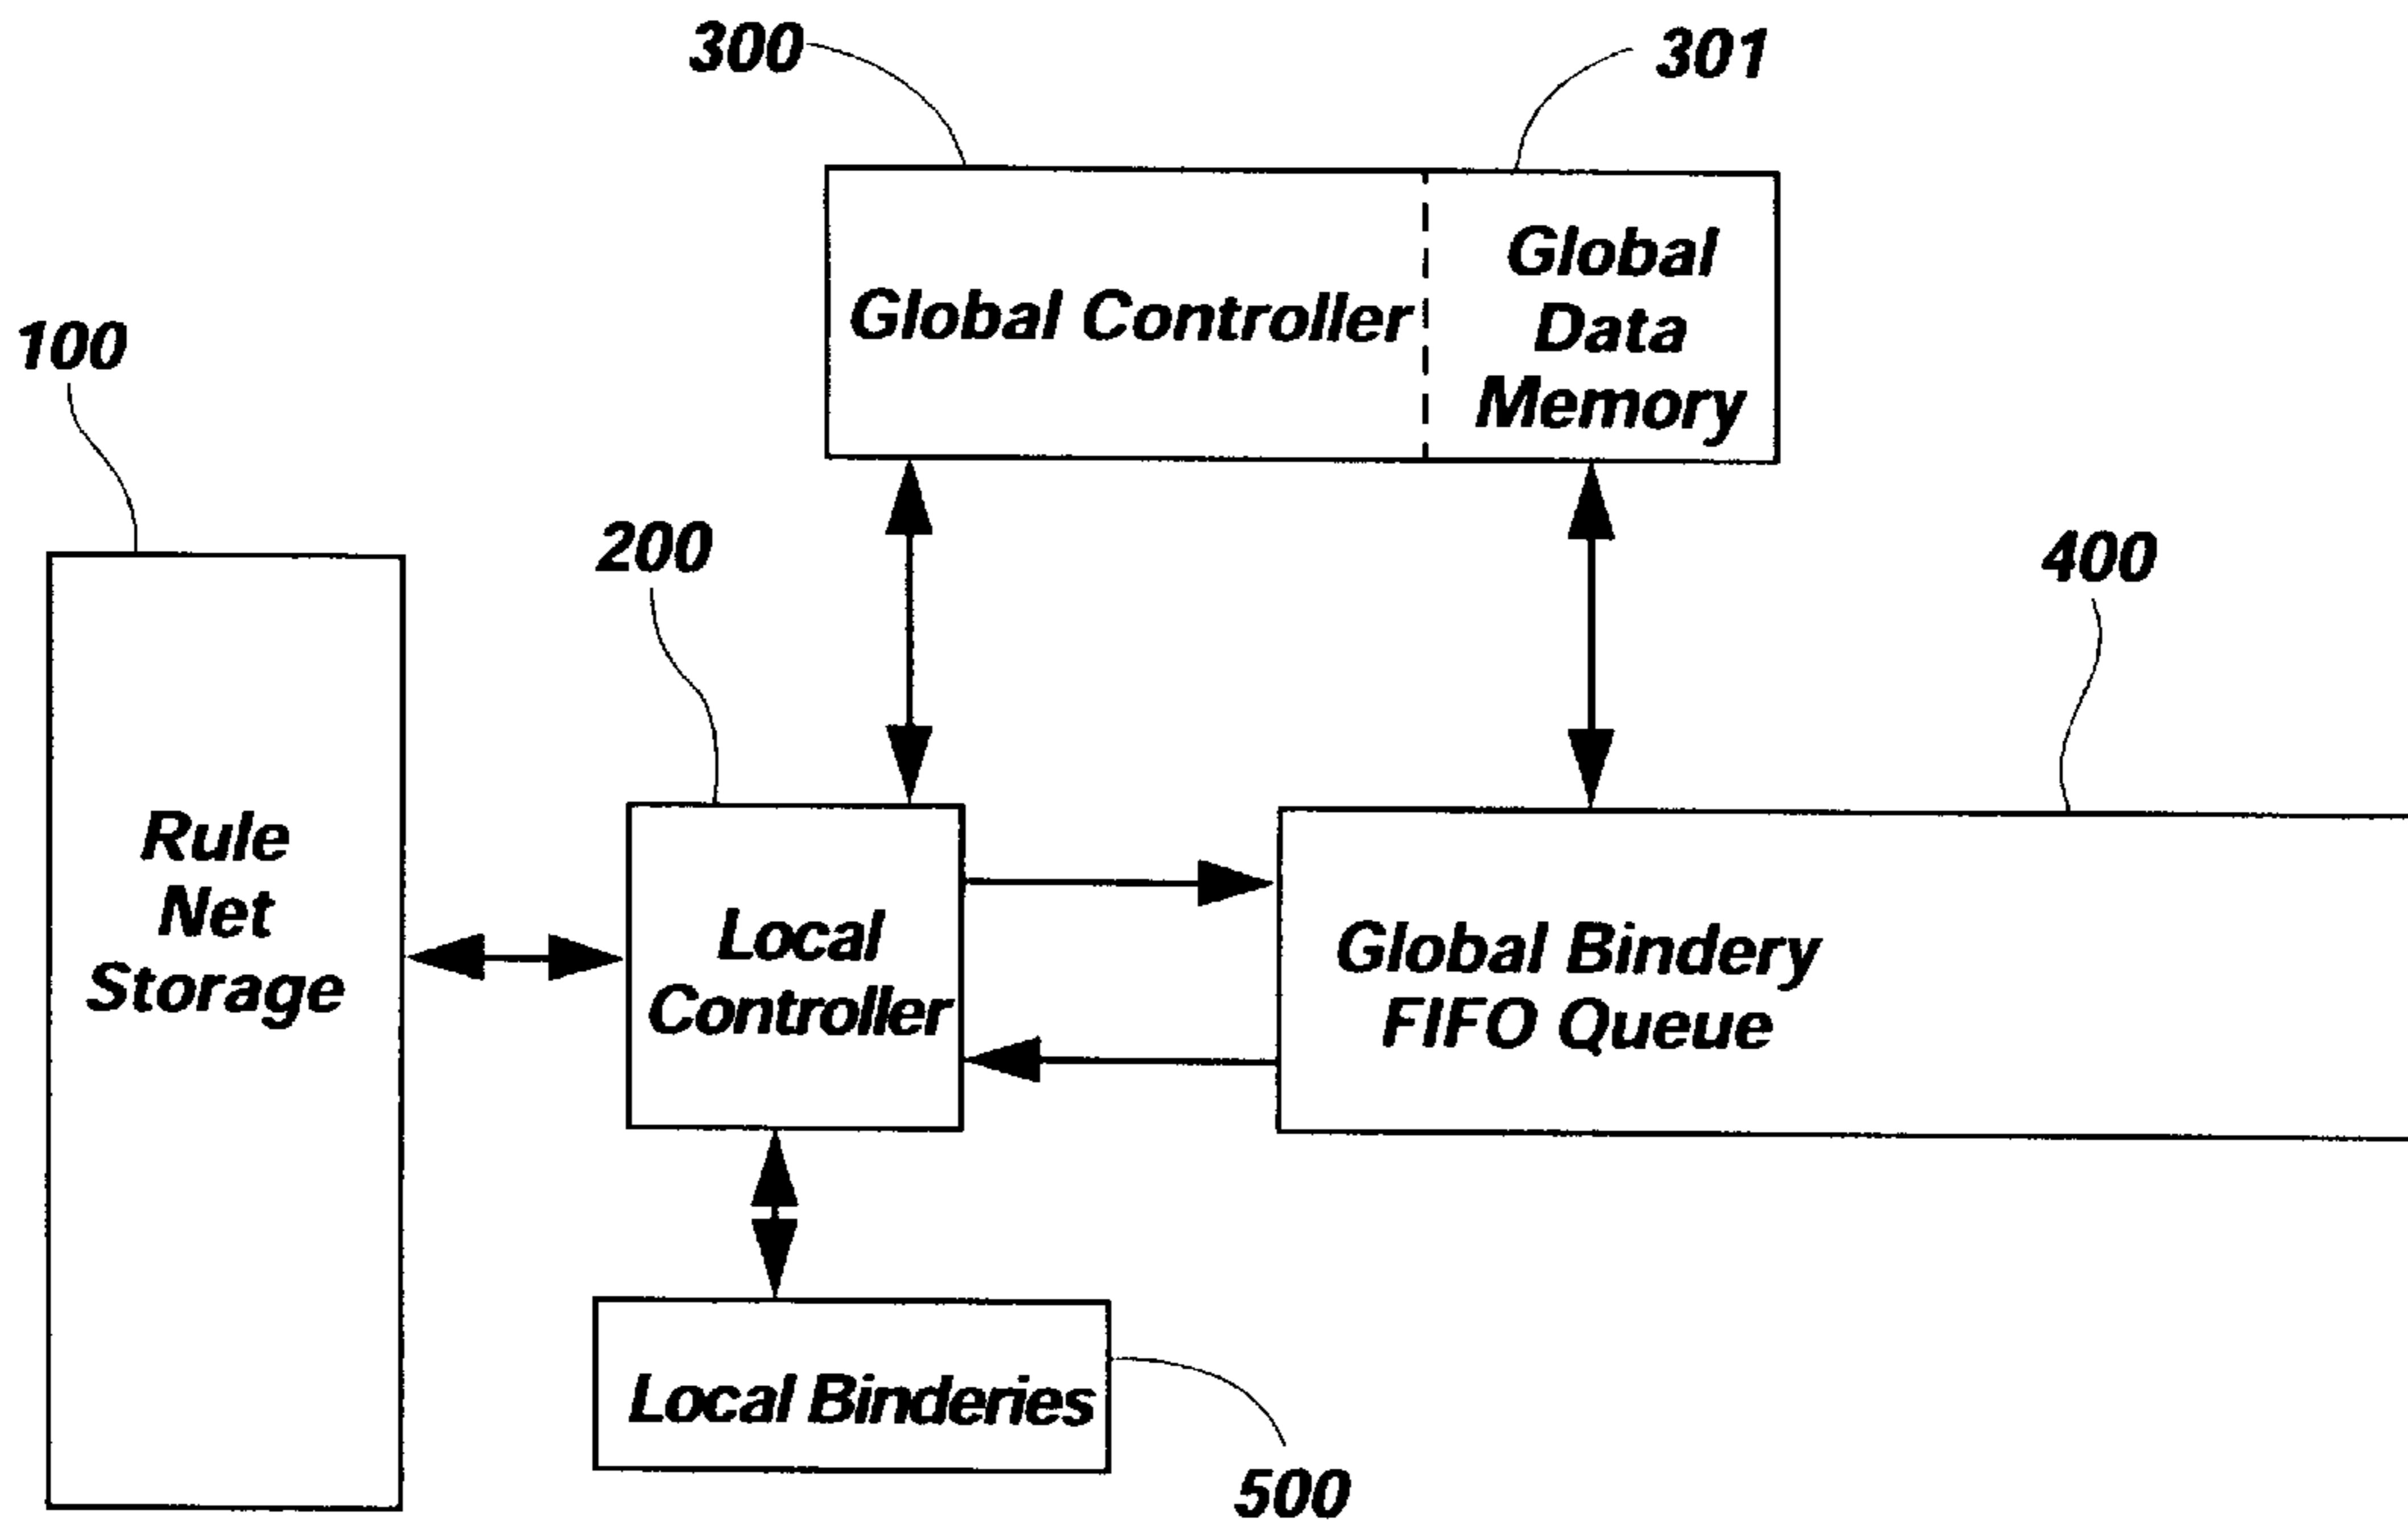 300
301
Global Controller
Global
Data
Memory
100
200
400
Rule
Net
Storage
Local
Controller
Global Bindery
FIFO Queue
Local Binderies
500